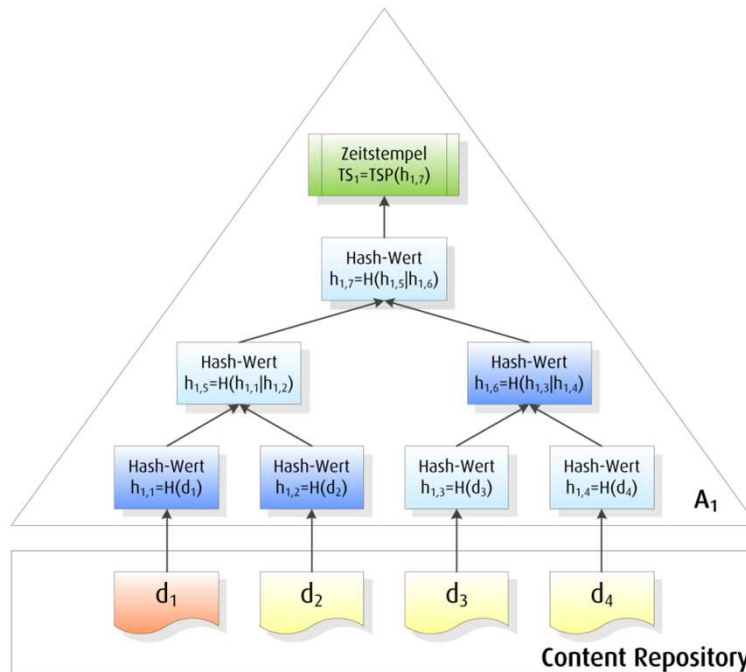 Zeitstempel
TS₁=TSP(h₁,₇)
Hash-Wert
h₁,₇=H(h₁,₅|h₁,₆)
Hash-Wert
h₁,₅=H(h₁,₁|h₁,₂)
Hash-Wert
h₁,₆=H(h₁,₃|h₁,₄)
Hash-Wert
h₁,₁=H(d₁)
Hash-Wert
h₁,₂=H(d₂)
Hash-Wert
h₁,₃=H(d₃)
Hash-Wert
h₁,₄=H(d₄)
A₁
d₁
d₂
d₃
d₄
Content Repository